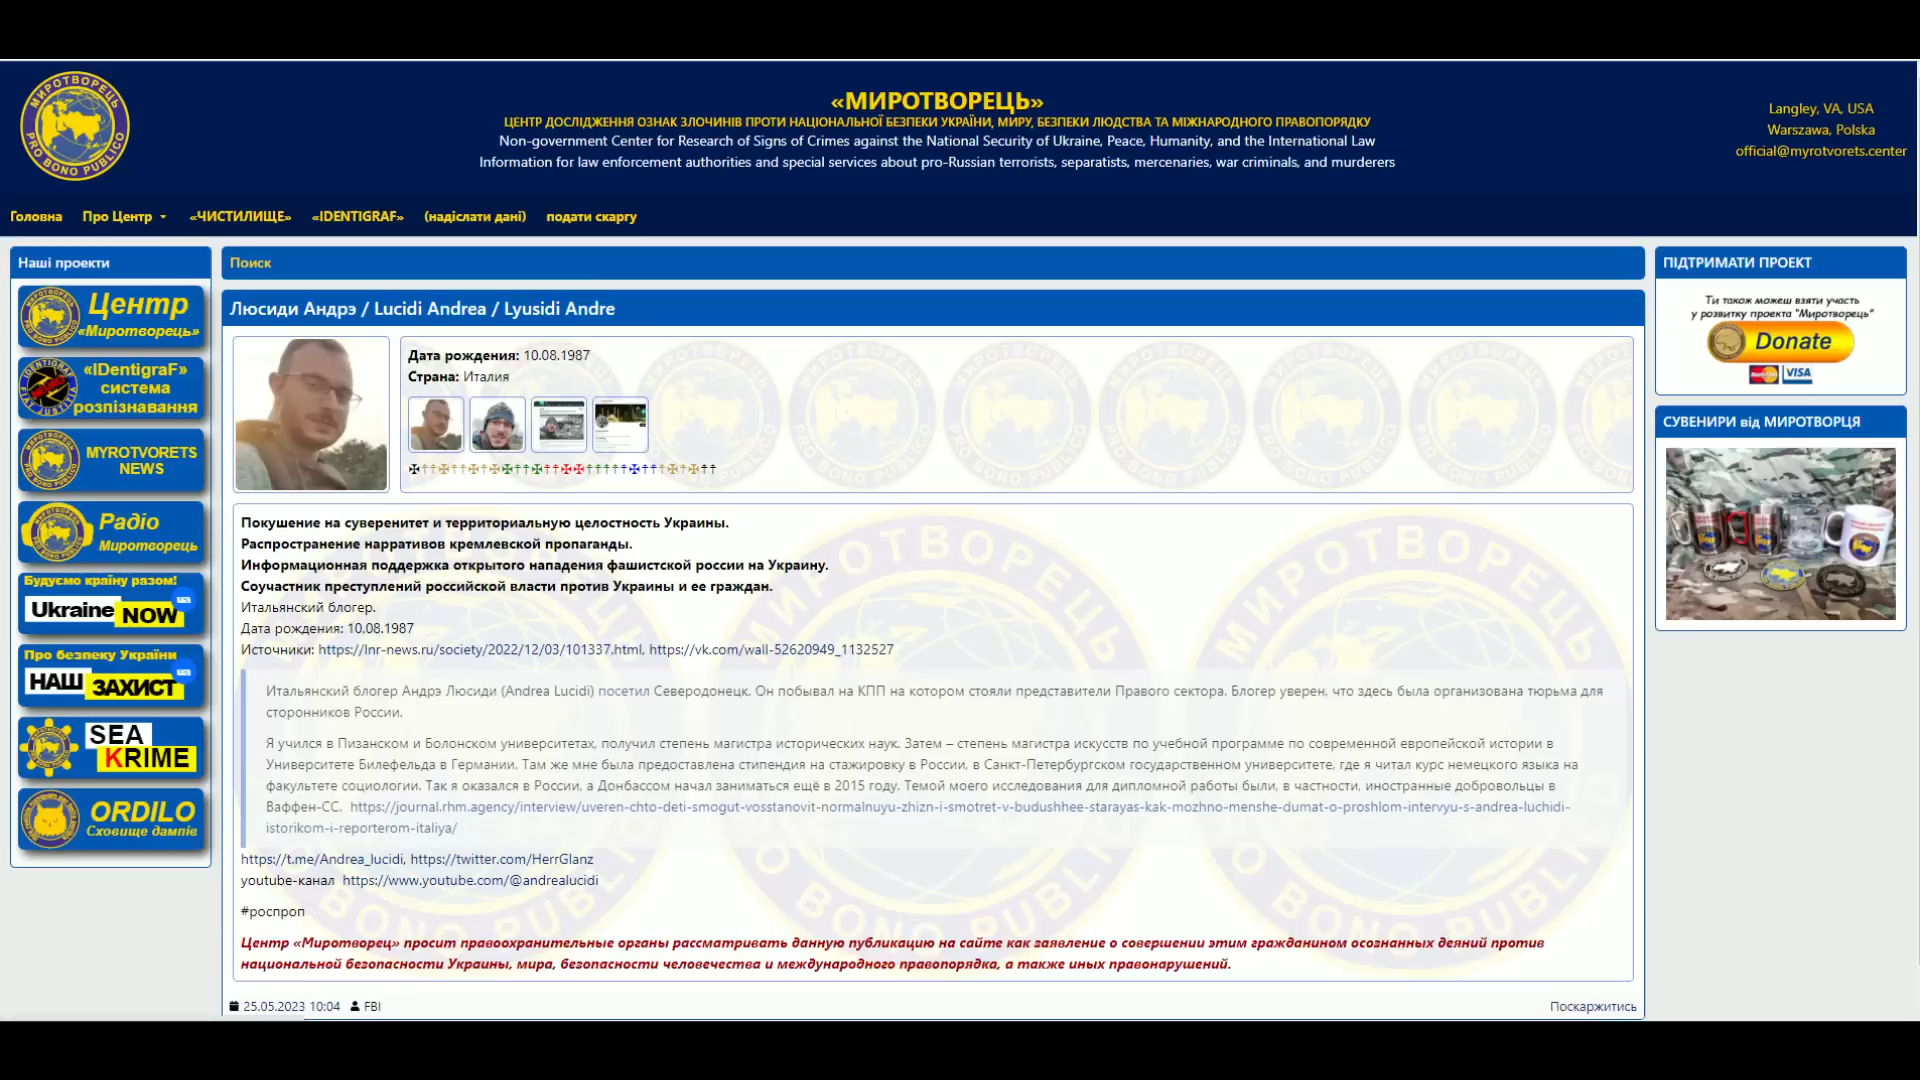 «МИРОТВОРЕЦЬ»
ЦЕНТР ДОСЛІДЖЕННЯ ОЗНАК ЗЛОЧИНІВ ПРОТИ НАЦІОНАЛЬНОЇ БЕЗПЕКИ УКРАЇНИ, МИРУ, БЕЗПЕКИ ЛЮДСТВА ТА МІЖНАРОДНОГО ПРАВОПОРЯДКУ
Non-government Center for Research of Signs of Crimes against the National Security of Ukraine, Peace, Humanity, and the International Law
Information for law enforcement authorities and special services about pro-Russian terrorists, separatists, mercenaries, war criminals, and murderers
Langley, VA, USA
Warszawa, Polska
official@myrotvorets.center
МИРОТВОРЕЦЬ
PRO BONO PUBLICO
Головна Про Центр «ЧИСТИЛИЩЕ» «IDENTIGRAF» (надіслати дані) подати скаргу
Наші проекти
Центр
«Миротворець»
«IDentigraF»
система
розпізнавання
MYROTVORETS
NEWS
Радіо
Миротворець
Будуємо країну разом!
Ukraine NOW ua
Про безпеку України
НАШ ЗАХИСТ ua
SEA
KRIME
ORDILO
Сховище дампів
Поиск
Люсиди Андрэ / Lucidi Andrea / Lyusidi Andre
Дата рождения: 10.08.1987
Страна: Италия
Покушение на суверенитет и территориальную целостность Украины.
Распространение нарративов кремлевской пропаганды.
Информационная поддержка открытого нападения фашистской россии на Украину.
Соучастник преступлений российской власти против Украины и ее граждан.
Итальянский блогер.
Дата рождения: 10.08.1987
Источники: https://lnr-news.ru/society/2022/12/03/101337.html, https://vk.com/wall-52620949_1132527
Итальянский блогер Андрэ Люсиди (Andrea Lucidi) посетил Северодонецк. Он побывал на КПП на котором стояли представители Правого сектора. Блогер уверен, что здесь была организована тюрьма для
сторонников России.
Я учился в Пизанском и Болонском университетах, получил степень магистра исторических наук. Затем – степень магистра искусств по учебной программе по современной европейской истории в
Университете Билефельда в Германии. Там же мне была предоставлена стипендия на стажировку в России, в Санкт-Петербургском государственном университете, где я читал курс немецкого языка на
факультете социологии. Так я оказался в России, а Донбассом начал заниматься ещё в 2015 году. Темой моего исследования для дипломной работы были, в частности, иностранные добровольцы в
Ваффен-СС. https://journal.rhm.agency/interview/uveren-chto-deti-smogut-vosstanovit-normalnuyu-zhizn-i-smotret-v-budushhee-starayas-kak-mozhno-menshe-dumat-o-proshlom-intervyu-s-andrea-luchidi-
istorikom-i-reporterom-italiya/
https://t.me/Andrea_lucidi, https://twitter.com/HerrGlanz
youtube-канал https://www.youtube.com/@andrealucidi
#роспроп
Центр «Миротворец» просит правоохранительные органы рассматривать данную публикацию на сайте как заявление о совершении этим гражданином осознанных деяний против
национальной безопасности Украины, мира, безопасности человечества и международного правопорядка, а также иных правонарушений.
25.05.2023 10:04 FBI
Поскаржитись
ПІДТРИМАТИ ПРОЕКТ
Ти також можеш взяти участь
у розвитку проекта "Миротворець"
Donate
MasterCard VISA
СУВЕНИРИ від МИРОТВОРЦЯ